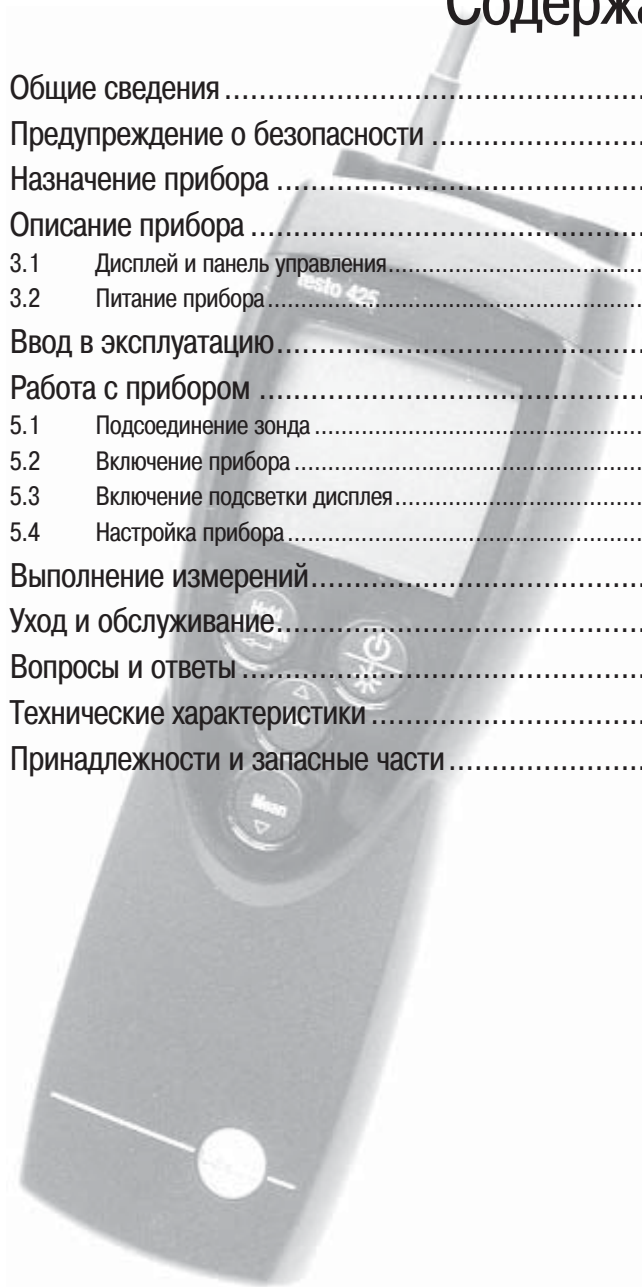 Содержа
Общие сведения ........................................
Предупреждение о безопасности ........................................
Назначение прибора ........................................
Описание прибора ........................................
3.1 Дисплей и панель управления ........................................
testo 425
3.2 Питание прибора ........................................
Ввод в эксплуатацию ........................................
Работа с прибором ........................................
5.1 Подсоединение зонда ........................................
5.2 Включение прибора ........................................
5.3 Включение подсветки дисплея ........................................
5.4 Настройка прибора ........................................
Выполнение измерений ........................................
Hold
Уход и обслуживание ........................................
Вопросы и ответы ........................................
Технические характеристики ........................................
Принадлежности и запасные части ........................................
Mean